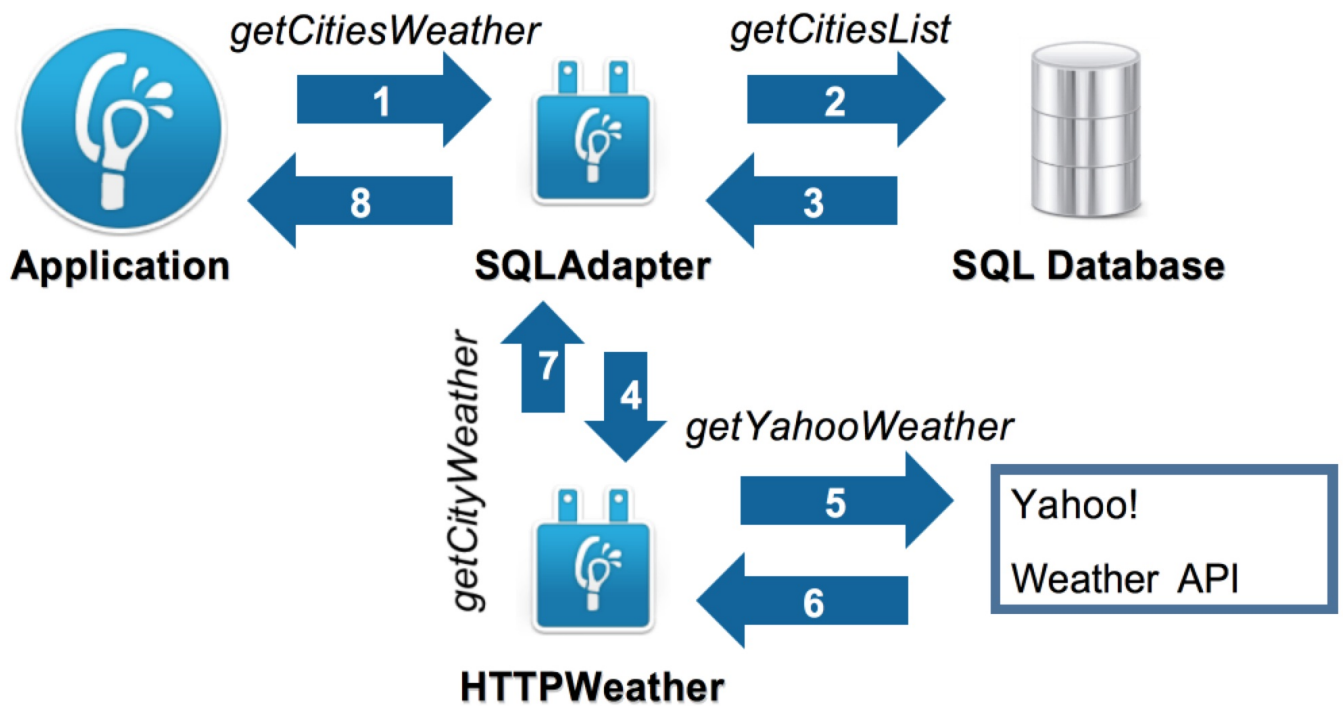 getCitiesWeather
getCitiesList
1
2
8
3
Application
SQLAdapter
SQL Database
getCityWeather
7
4
getYahooWeather
5
Yahoo!
Weather API
6
HTTPWeather